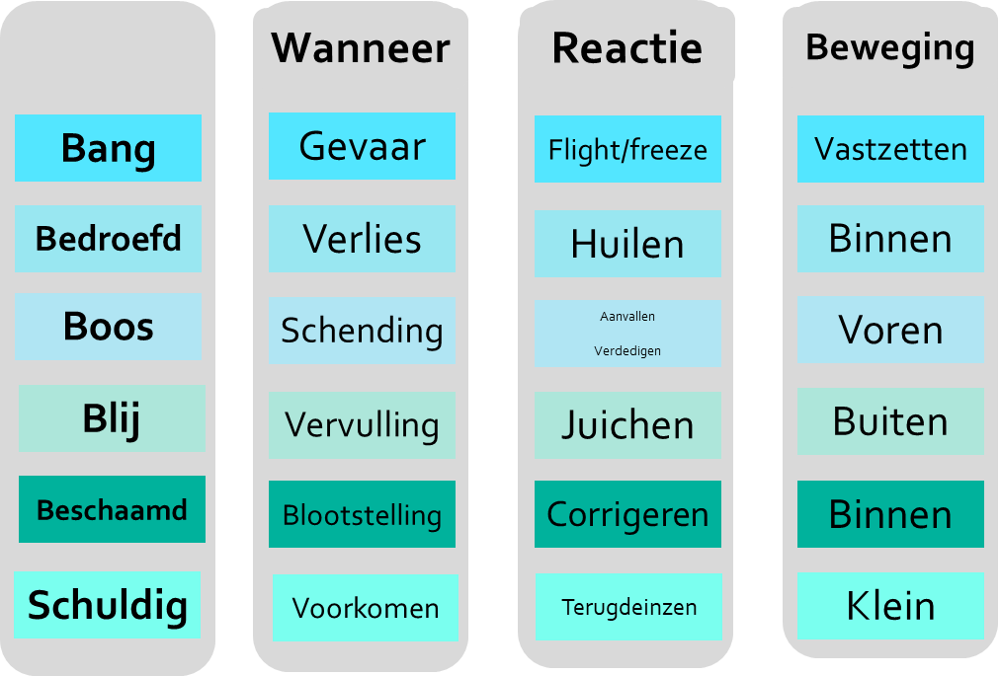 Wanneer
Reactie
Beweging
Bang
Gevaar
Flight/freeze
Vastzetten
Bedroefd
Verlies
Huilen
Binnen
Boos
Schending
Aanvallen
Verdedigen
Voren
Blij
Vervulling
Juichen
Buiten
Beschaamd
Blootstelling
Corrigeren
Binnen
Schuldig
Voorkomen
Terugdeinzen
Klein